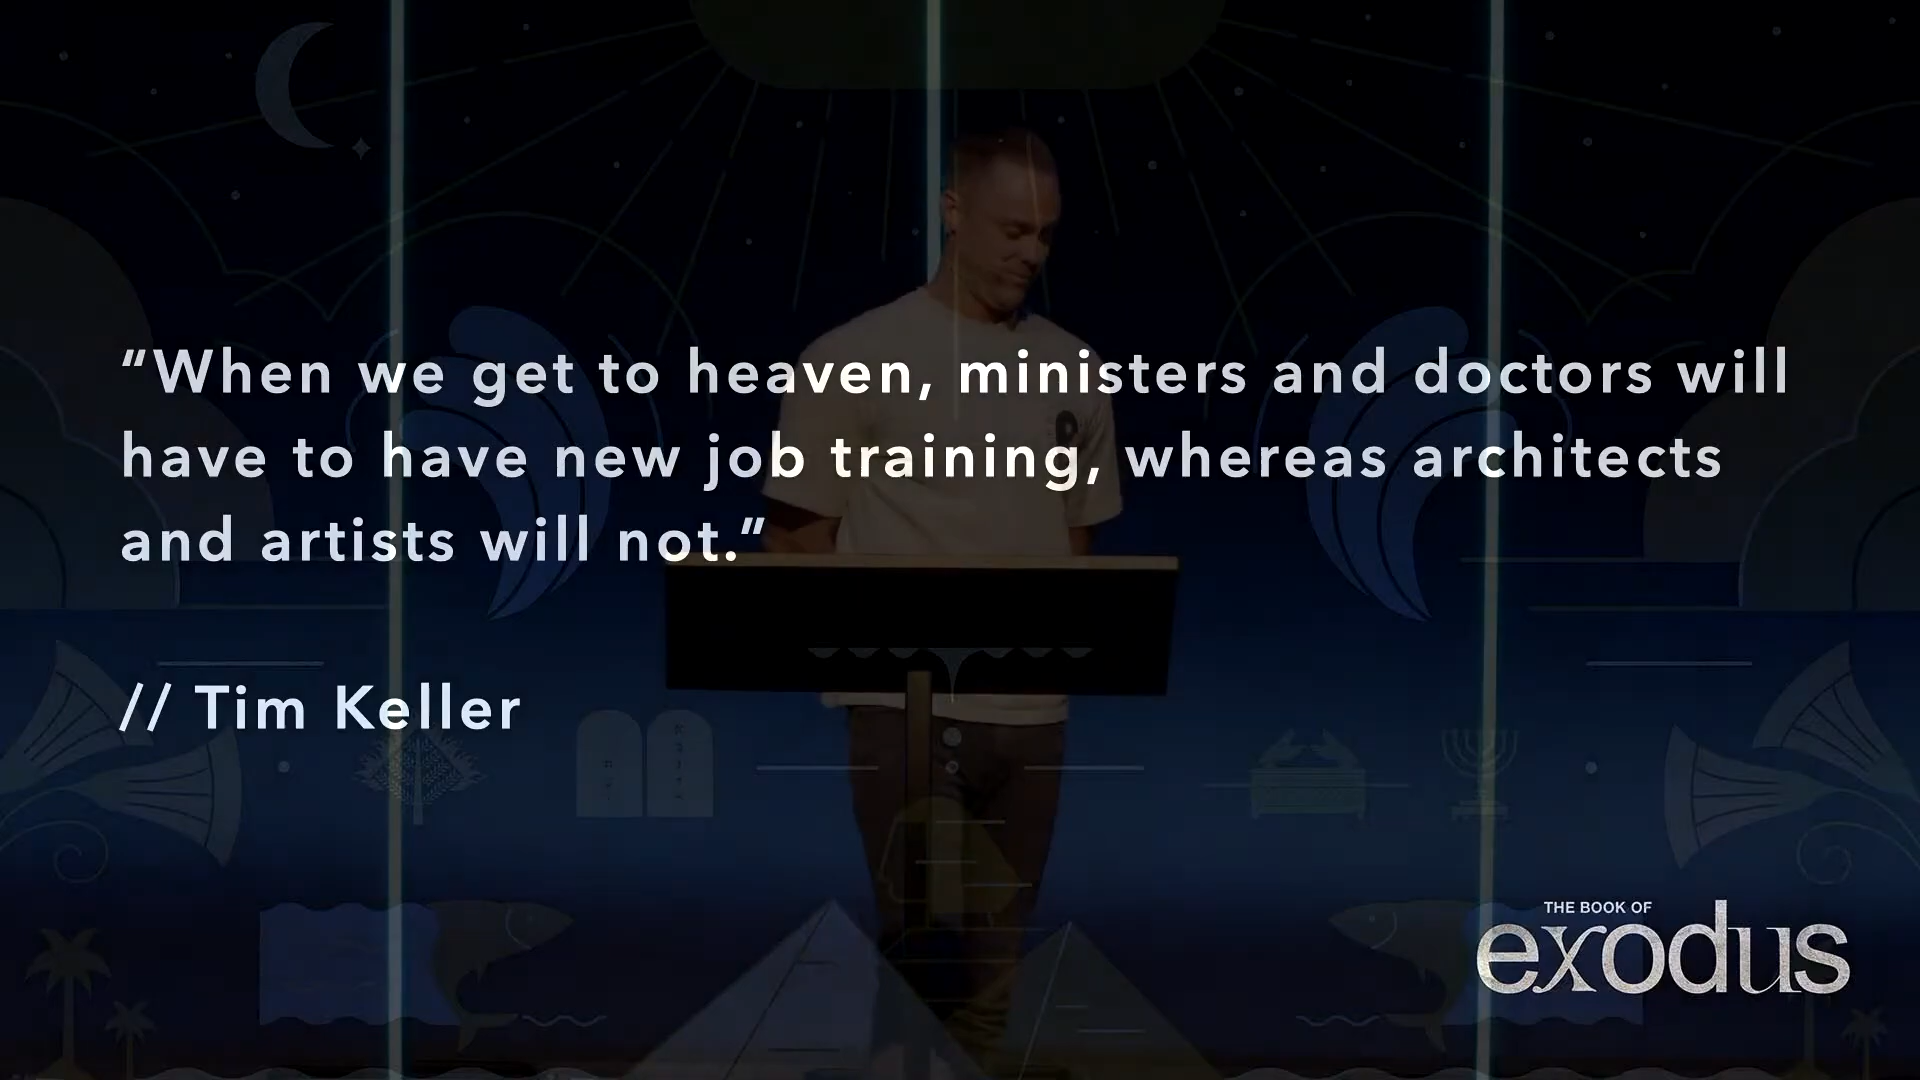 “When we get to heaven, ministers and doctors will
have to have new job training, whereas architects
and artists will not.”
// Tim Keller
THE BOOK OF
exodus